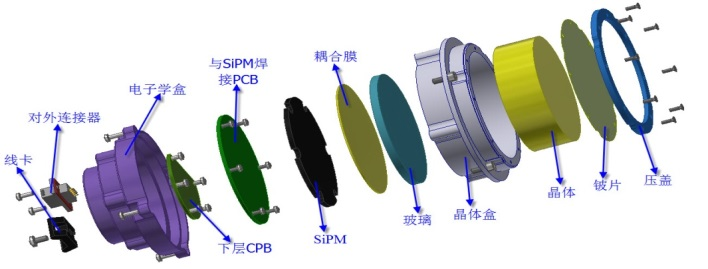 与SiPM焊
接PCB
电子学盒
对外连接器
线卡
下层CPB
SiPM
耦合膜
玻璃
晶体盒
晶体
铍片
压盖